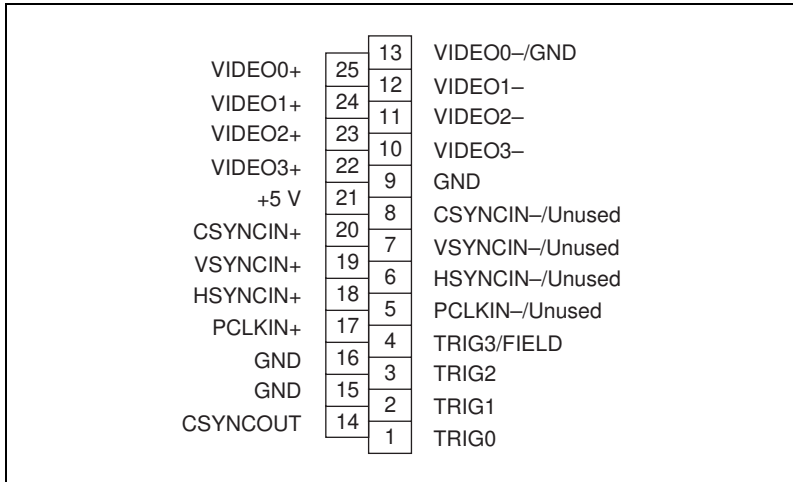 13 VIDEO0–/GND
VIDEO0+ 25
12 VIDEO1–
VIDEO1+ 24
11 VIDEO2–
VIDEO2+ 23
10 VIDEO3–
VIDEO3+ 22
9 GND
+5 V 21
8 CSYNCIN–/Unused
CSYNCIN+ 20
7 VSYNCIN–/Unused
VSYNCIN+ 19
6 HSYNCIN–/Unused
HSYNCIN+ 18
5 PCLKIN–/Unused
PCLKIN+ 17
4 TRIG3/FIELD
GND 16
3 TRIG2
GND 15
2 TRIG1
CSYNCOUT 14
1 TRIG0